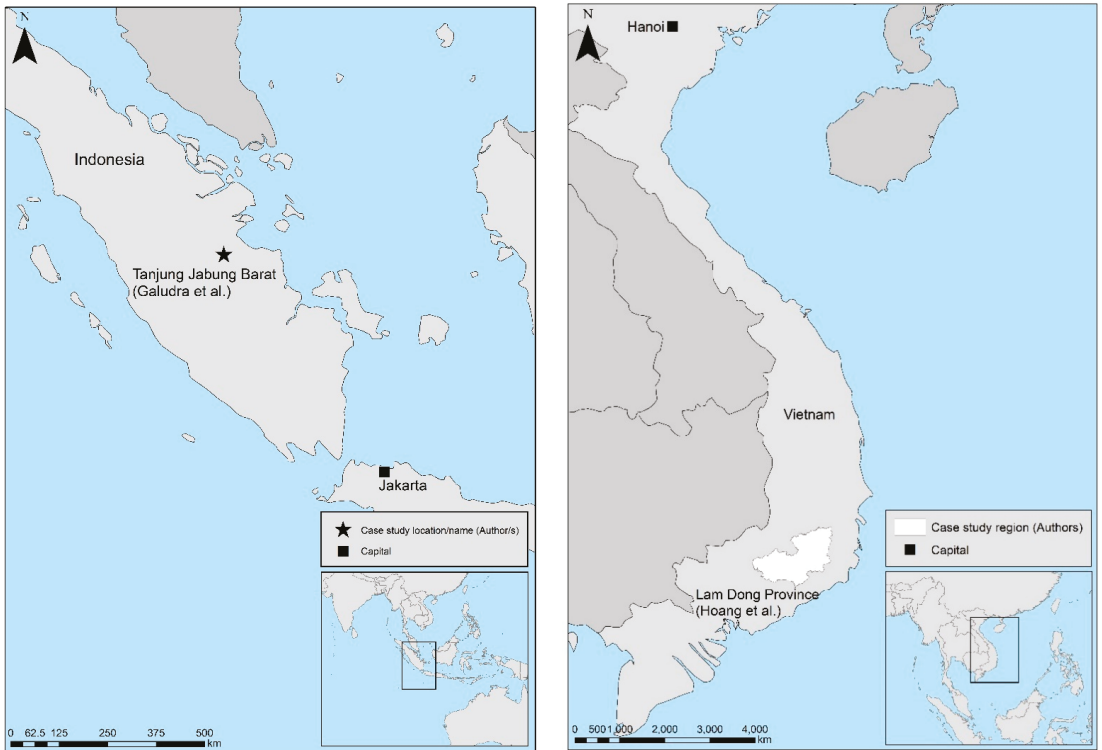 N
Indonesia
Tanjung Jabung Barat
(Galudra et al.)
Jakarta
Case study location/name (Author/s)
Capital
0 62.5 125 250 375 500
km
N
Hanoi
Vietnam
Lam Dong Province
(Hoang et al.)
Case study region (Authors)
Capital
0 500 1,000 2,000 3,000 4,000
km